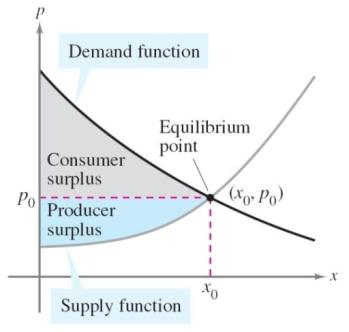 p
Demand function
Equilibrium
point
Consumer
surplus
(x₀, p₀)
p₀
Producer
surplus
x
x₀
Supply function